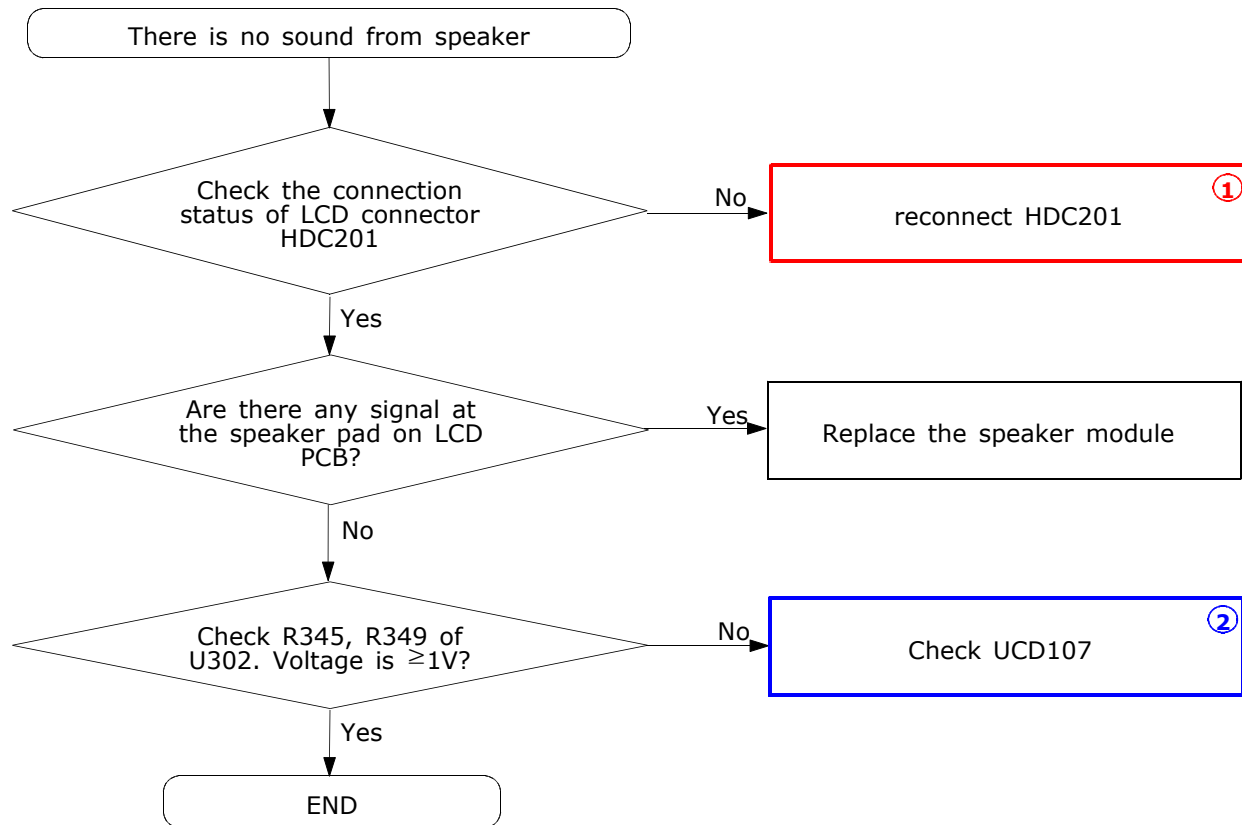 There is no sound from speaker
Check the connection
status of LCD connector
HDC201
No
1
reconnect HDC201
Yes
Are there any signal at
the speaker pad on LCD
PCB?
Yes
Replace the speaker module
No
Check R345, R349 of
U302. Voltage is ≥1V?
No
2
Check UCD107
Yes
END